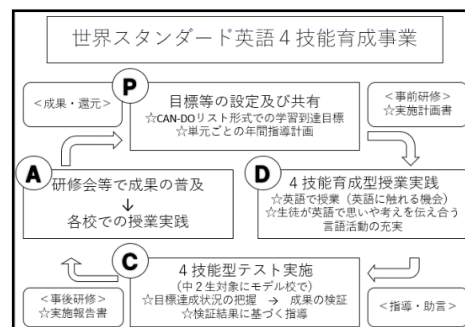 世界スタンダード英語４技能育成事業
＜成果・還元＞
P
目標等の設定及び共有
☆CAN-DOリスト形式での学習到達目標
☆単元ごとの年間指導計画
＜事前研修＞
☆実施計画書
A
研修会等で成果の普及
↓
各校での授業実践
D
４技能育成型授業実践
☆英語で授業（英語に触れる機会）
☆生徒が英語で思いや考えを伝え合う
言語活動の充実
C
４技能型テスト実施
(中２生対象にモデル校で)
☆目標達成状況の把握 → 成果の検証
☆検証結果に基づく指導
＜事後研修＞
☆実施報告書
＜指導・助言＞